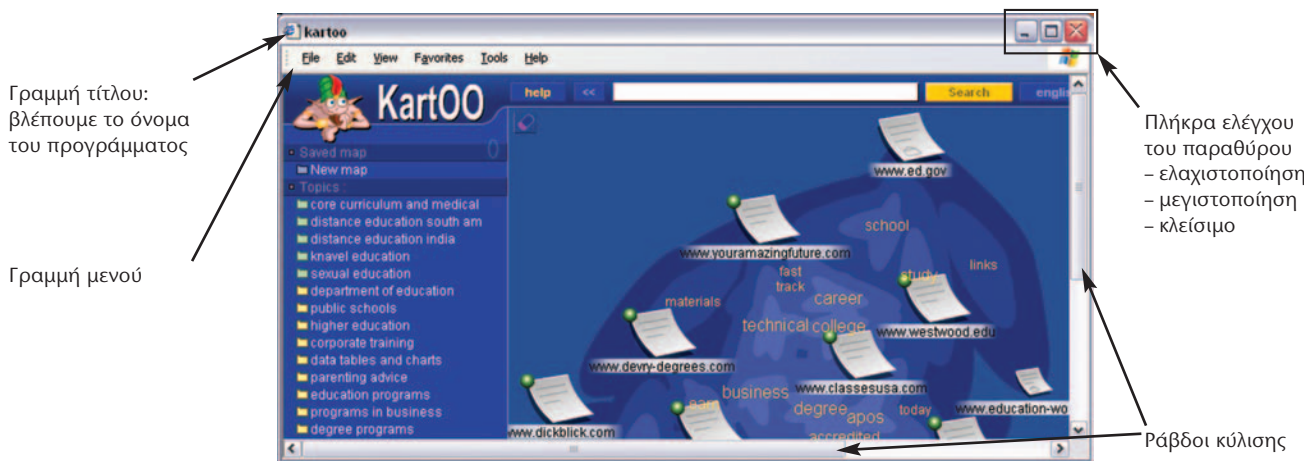 kartoo
File Edit View Favorites Tools Help
Γραμμή τίτλου:
βλέπουμε το όνομα
του προγράμματος
Γραμμή μενού
KartOO
help << Search
Saved map
New map
Topics :
core curriculum and medical
distance education south am
distance education india
knavel education
sexual education
department of education
public schools
higher education
corporate training
data tables and charts
parenting advice
education programs
programs in business
degree programs
www.ed.gov
school
www.youramazingfuture.com
fast
track
links
study
materials
career
technical college
www.westwood.edu
www.devry-degrees.com
www.classesusa.com
business
degree
apos
today
www.education-wo
www.dickblick.com
accredited
Πλήκρα ελέγχου
του παραθύρου
– ελαχιστοποίηση
– μεγιστοποίηση
– κλείσιμο
Ράβδοι κύλισης